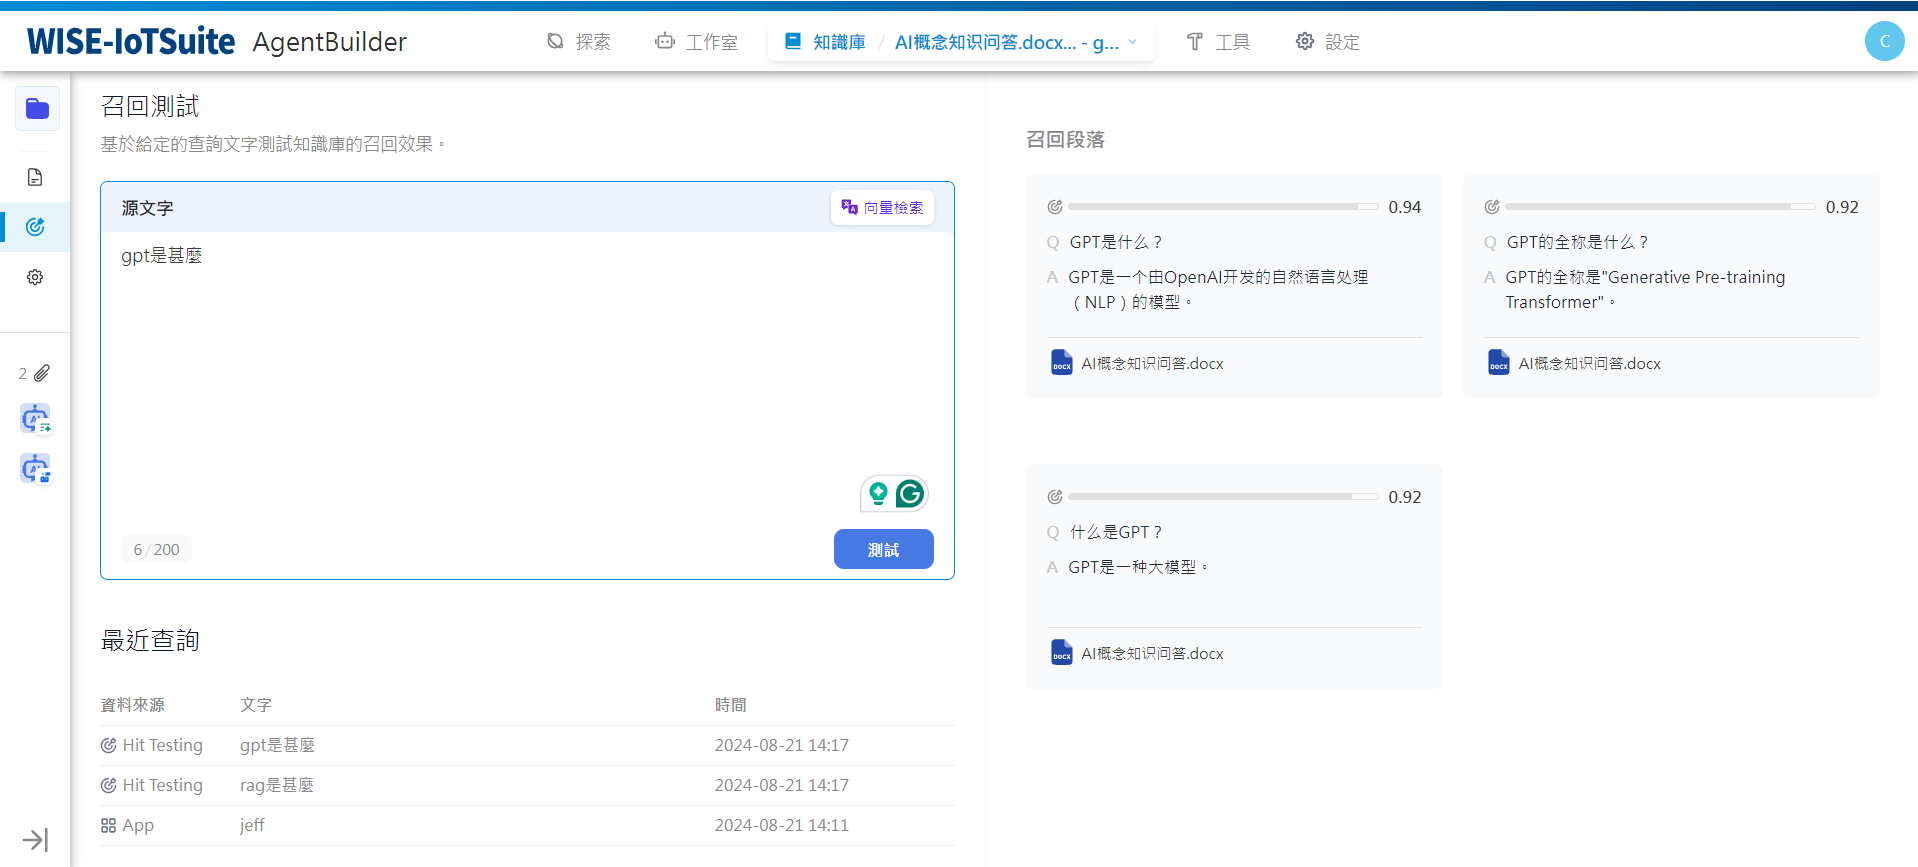 WISE-IoTSuite AgentBuilder
探索
工作室
知識庫 / AI概念知识问答.docx... - g...
工具
設定
C
召回測試
基於給定的查詢文字測試知識庫的召回效果。
源文字
向量檢索
gpt是甚麼
6 / 200
測試
2
最近查詢
資料來源 文字 時間
Hit Testing gpt是甚麼 2024-08-21 14:17
Hit Testing rag是甚麼 2024-08-21 14:17
App jeff 2024-08-21 14:11
召回段落
0.94
Q GPT是什么？
A GPT是一个由OpenAI开发的自然语言处理
（NLP）的模型。
DOCX AI概念知识问答.docx
0.92
Q GPT的全称是什么？
A GPT的全称是"Generative Pre-training
Transformer"。
DOCX AI概念知识问答.docx
0.92
Q 什么是GPT？
A GPT是一种大模型。
DOCX AI概念知识问答.docx